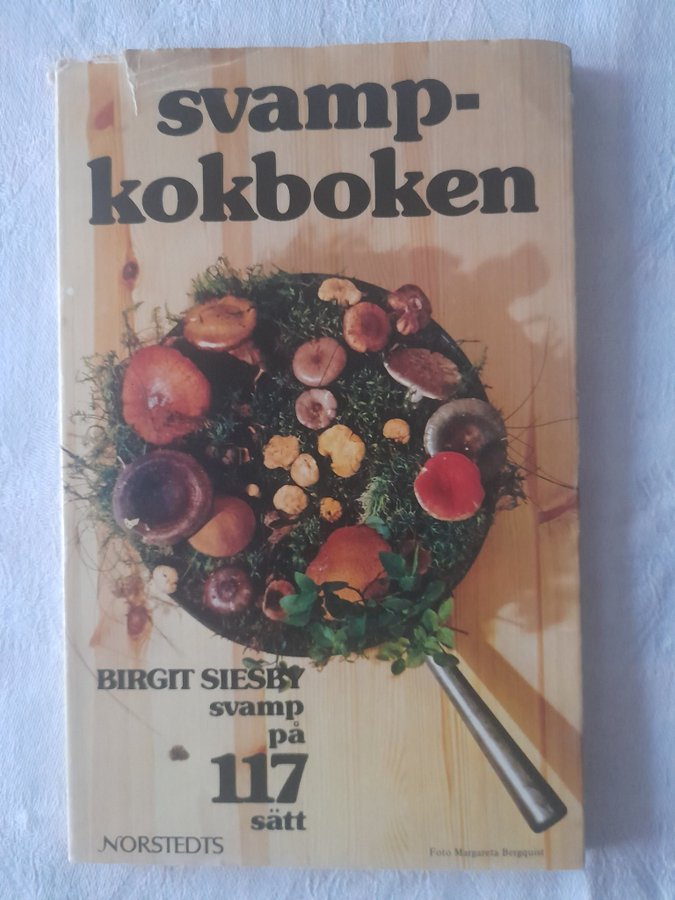 svamp-
kokboken
BIRGIT SIESBY
svamp
på
117
sätt
NORSTEDTS
Foto Margareta Bergquist